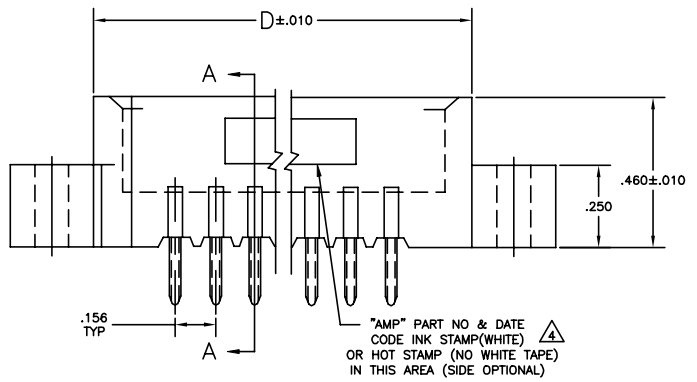 D±.010
A
.460±.010
.250
.156
TYP
A
"AMP" PART NO & DATE
CODE INK STAMP(WHITE) 4
OR HOT STAMP (NO WHITE TAPE)
IN THIS AREA (SIDE OPTIONAL)